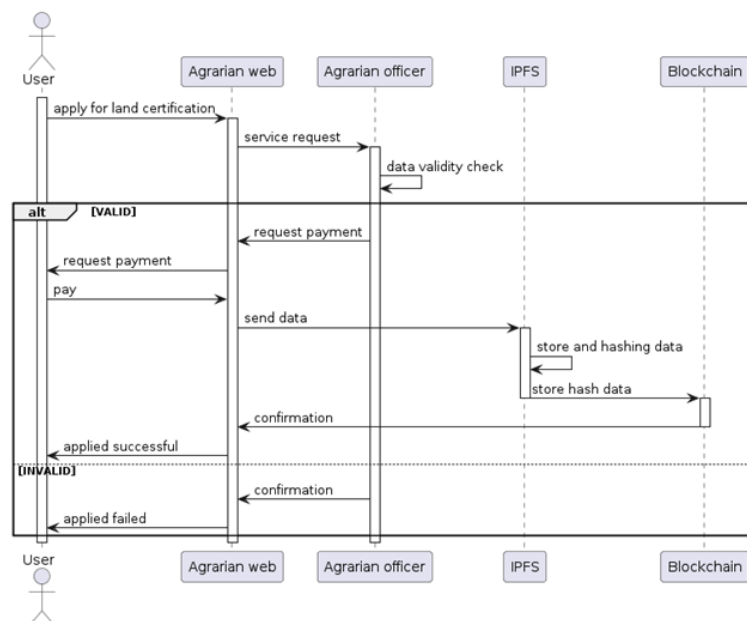 User
Agrarian web
Agrarian officer
IPFS
Blockchain
apply for land certification
service request
data validity check
alt
[VALID]
request payment
request payment
pay
send data
store and hashing data
store hash data
confirmation
applied successful
[INVALID]
confirmation
applied failed
User
Agrarian web
Agrarian officer
IPFS
Blockchain